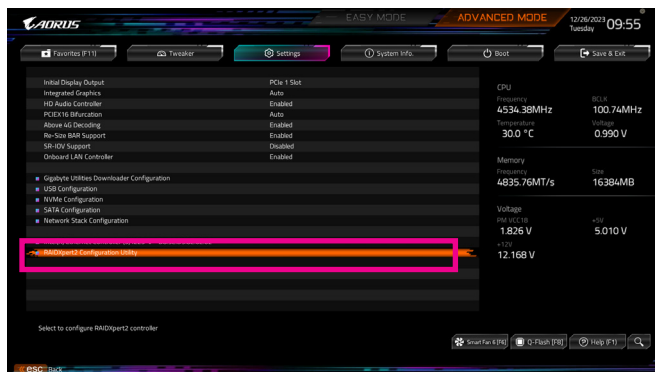 AORUS
EASY MODE
ADVANCED MODE
12/26/2023
Tuesday
09:55
Favorites (F11)
Tweaker
Settings
System Info.
Boot
Save & Exit
Initial Display Output PCIe 1 Slot
Integrated Graphics Auto
HD Audio Controller Enabled
PCIEX16 Bifurcation Auto
Above 4G Decoding Enabled
Re-Size BAR Support Enabled
SR-IOV Support Disabled
Onboard LAN Controller Enabled
Gigabyte Utilities Downloader Configuration
USB Configuration
NVMe Configuration
SATA Configuration
Network Stack Configuration
RAIDXpert2 Configuration Utility
CPU
Frequency BCLK
4534.38MHz 100.74MHz
Temperature Voltage
30.0 °C 0.990 V
Memory
Frequency Size
4835.76MT/s 16384MB
Voltage
PM VCC18 +5V
1.826 V 5.010 V
+12V
12.168 V
Select to configure RAIDXpert2 controller
Smart Fan 6 [F6]
Q-Flash [F8]
Help (F1)
esc Back